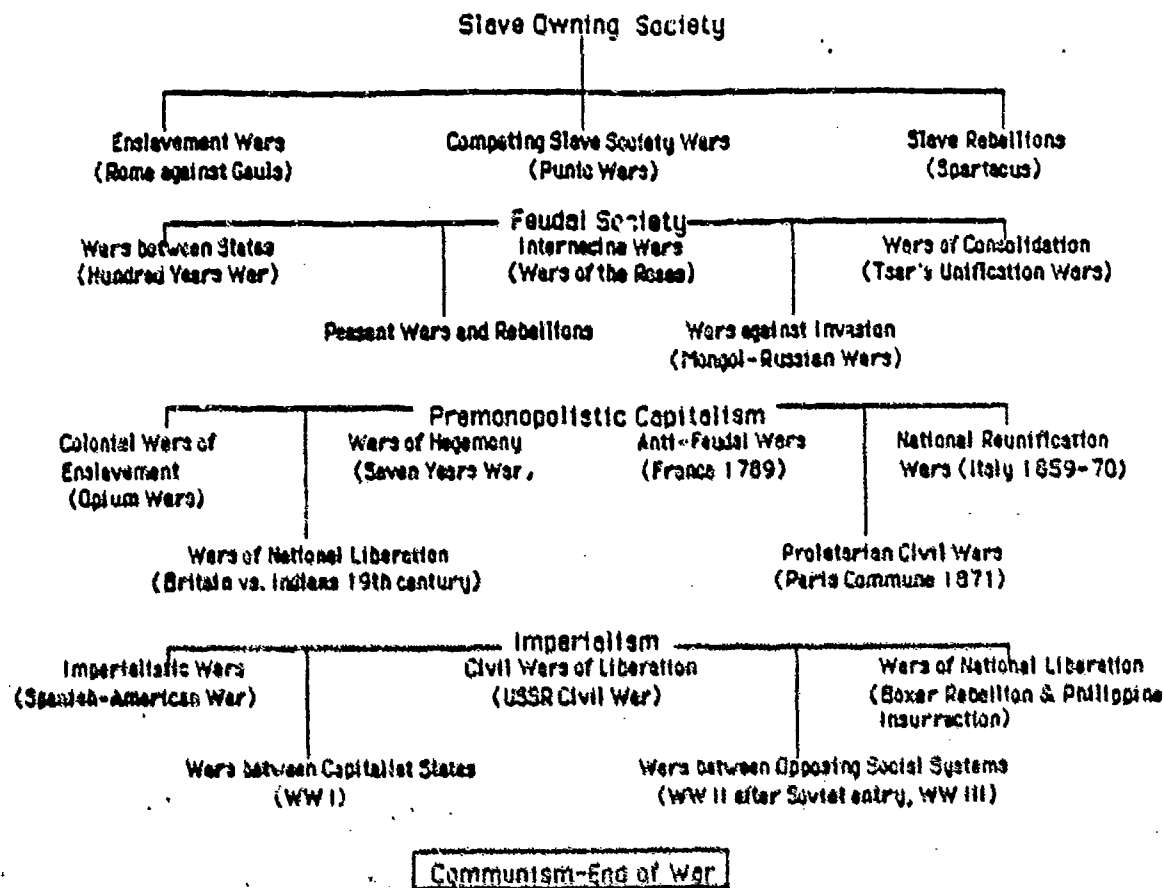 Slave Owning Society
Enslavement Wars
(Rome against Gauls)
Competing Slave Society Wars
(Punic Wars)
Slave Rebellions
(Spartacus)
Feudal Society
Wars between States
(Hundred Years War)
Internecine Wars
(Wars of the Roses)
Wars of Consolidation
(Tsar's Unification Wars)
Peasant Wars and Rebellions
Wars against Invasion
(Mongol-Russian Wars)
Premonopolistic Capitalism
Colonial Wars of
Enslavement
(Opium Wars)
Wars of Hegemony
(Seven Years War,
Anti-Feudal Wars
(France 1789)
National Reunification
Wars (Italy 1859-70)
Wars of National Liberation
(Britain vs. Indians 19th century)
Proletarian Civil Wars
(Paris Commune 1871)
Imperialism
Imperialistic Wars
(Spanish-American War)
Civil Wars of Liberation
(USSR Civil War)
Wars of National Liberation
(Boxer Rebellion & Philippine
Insurrection)
Wars between Capitalist States
(WW I)
Wars between Opposing Social Systems
(WW II after Soviet entry, WW III)
Communism-End of War